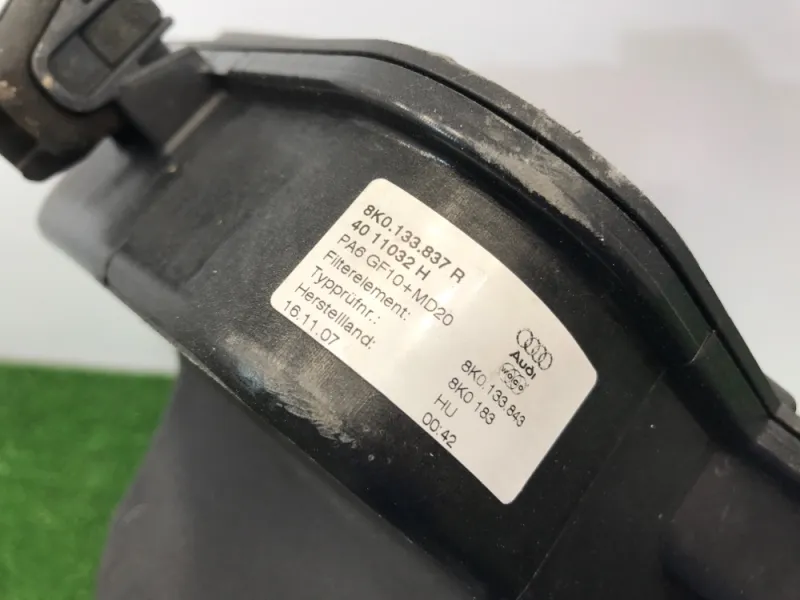 8K0.133.837 R
40 11032 H
PA6 GF10+MD20
Filterelement: 8K0.133.843
Typprüfnr.: 8K0 183
Herstellland: HU
16.11.07 00:42
Audi